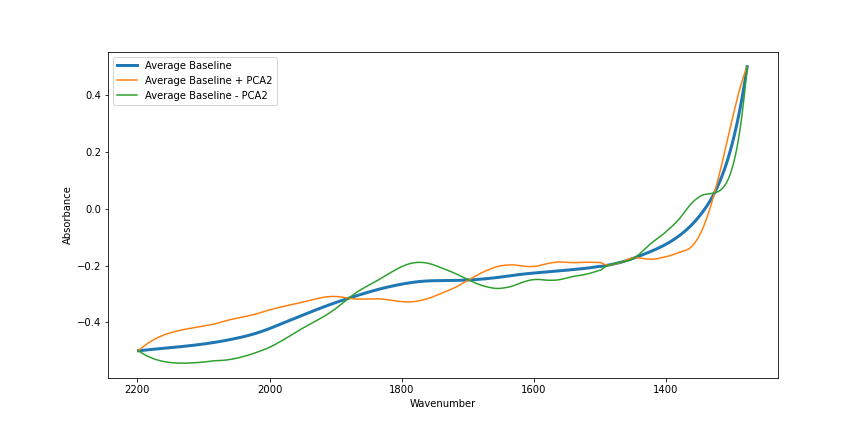 Average Baseline
Average Baseline + PCA2
Average Baseline - PCA2
0.4
0.2
0.0
−0.2
−0.4
Absorbance
2200 2000 1800 1600 1400
Wavenumber